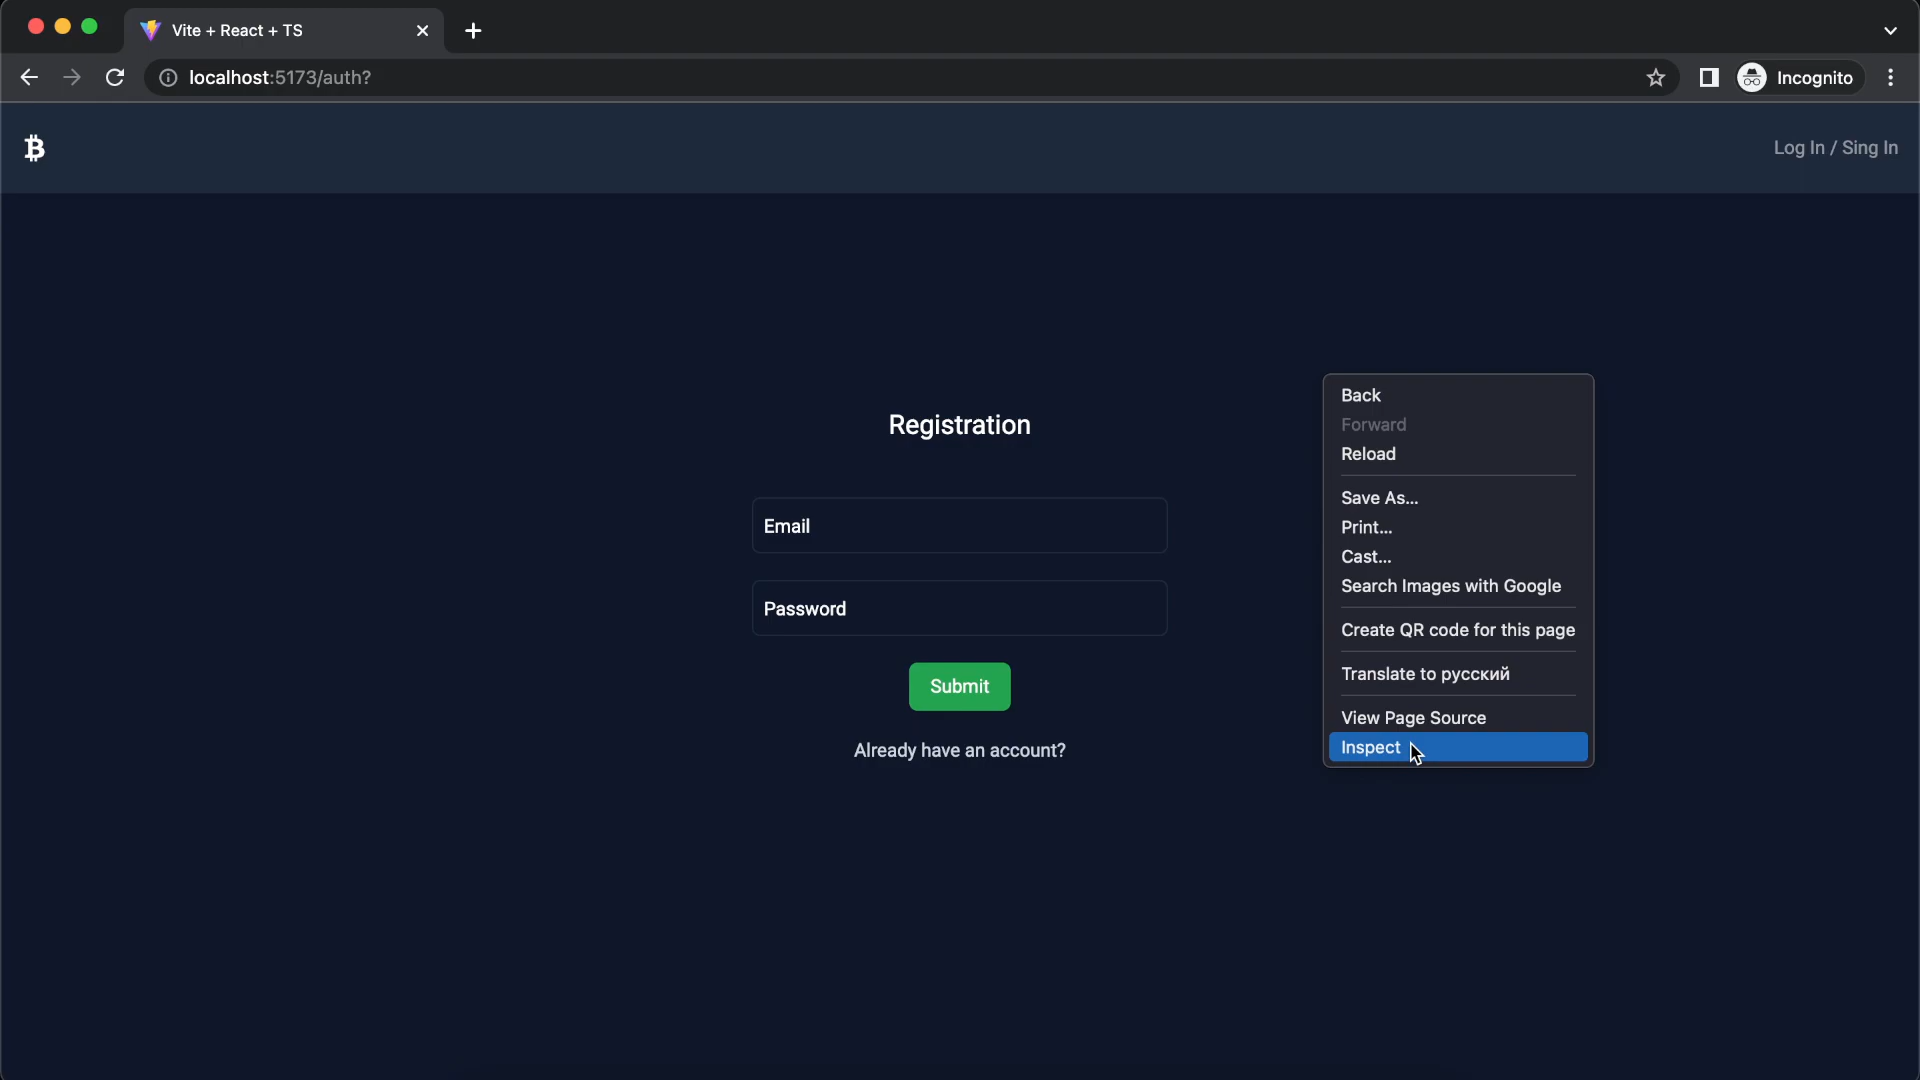 Vite + React + TS
localhost:5173/auth?
Incognito
Log In / Sing In
Registration
Email
Password
Submit
Already have an account?
Back
Forward
Reload
Save As...
Print...
Cast...
Search Images with Google
Create QR code for this page
Translate to русский
View Page Source
Inspect